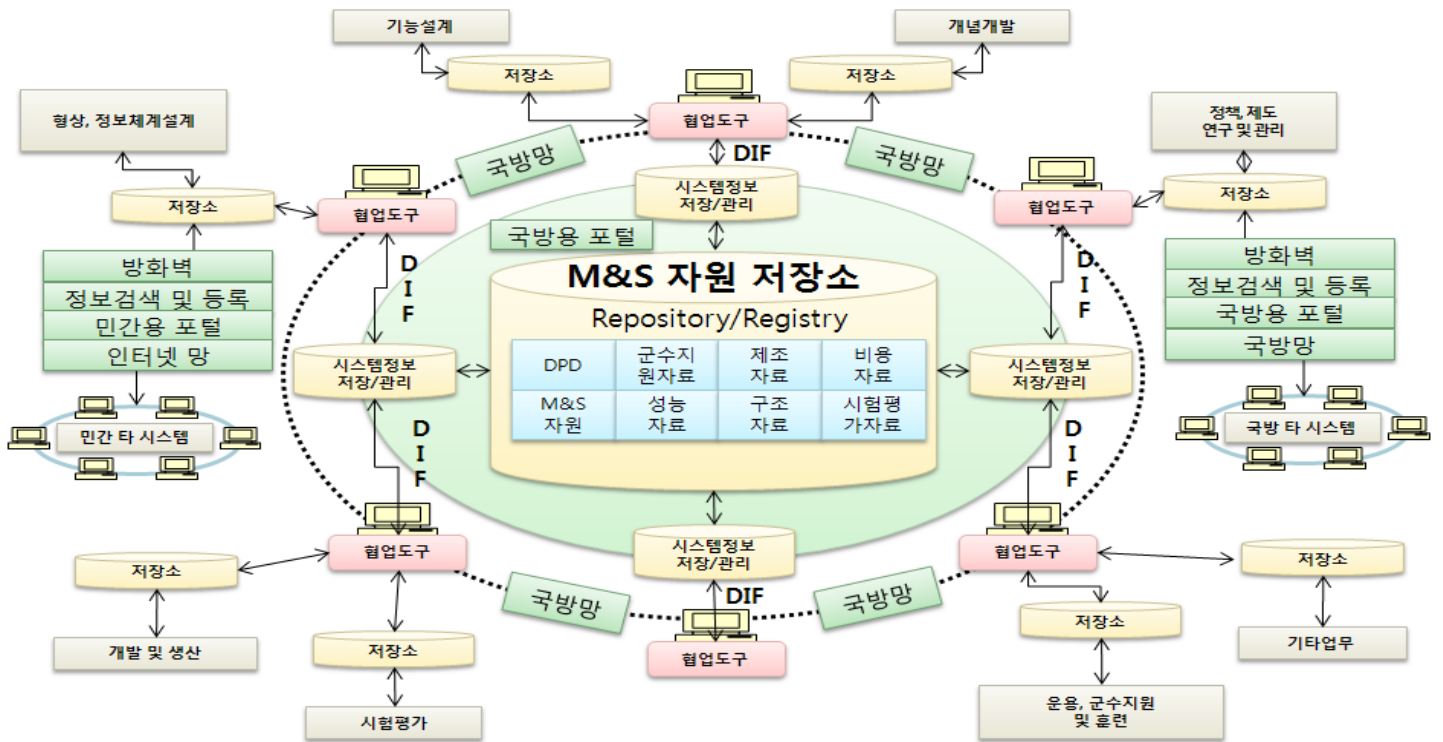 기능설계
개념개발
저장소
저장소
형상, 정보체계설계
협업도구
정책, 제도
연구 및 관리
국방망
DIF
국방망
저장소
협업도구
시스템정보
저장/관리
협업도구
저장소
국방용 포털
방화벽
정보검색 및 등록
민간용 포털
인터넷 망
D
I
F
M&S 자원 저장소
Repository/Registry
D
I
F
방화벽
정보검색 및 등록
국방용 포털
국방망
시스템정보
저장/관리
DPD
군수지
원자료
제조
자료
비용
자료
M&S
자원
성능
자료
구조
자료
시험평
가자료
시스템정보
저장/관리
민간 타 시스템
D
I
F
D
I
F
국방 타 시스템
협업도구
시스템정보
저장/관리
협업도구
저장소
저장소
국방망
DIF
국방망
저장소
개발 및 생산
저장소
협업도구
기타업무
시험평가
운용, 군수지원
및 훈련